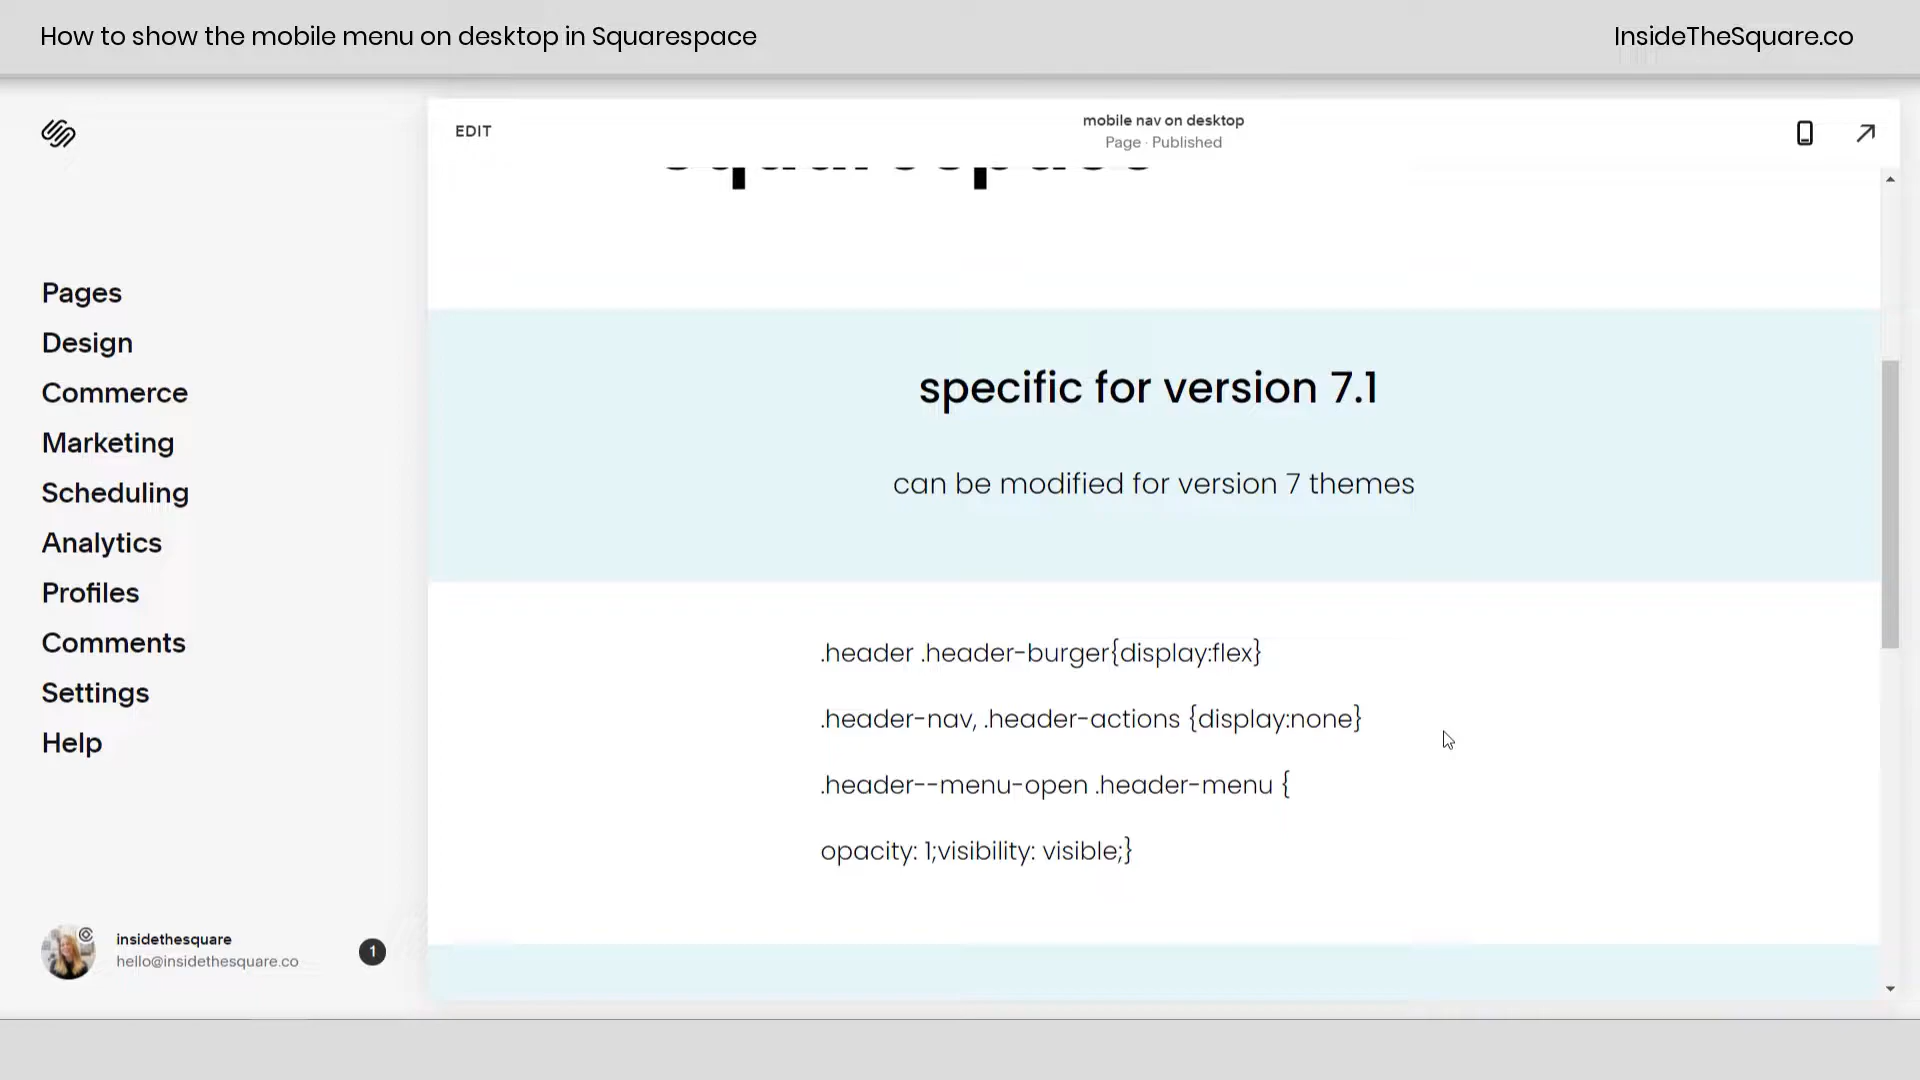 How to show the mobile menu on desktop in Squarespace
InsideTheSquare.co
EDIT
mobile nav on desktop
Page · Published
specific for version 7.1
can be modified for version 7 themes
Pages
Design
Commerce
Marketing
Scheduling
Analytics
Profiles
Comments
Settings
Help
.header .header-burger{display:flex}
.header-nav, .header-actions {display:none}
.header--menu-open .header-menu {
opacity: 1;visibility: visible;}
insidethesquare
hello@insidethesquare.co
1